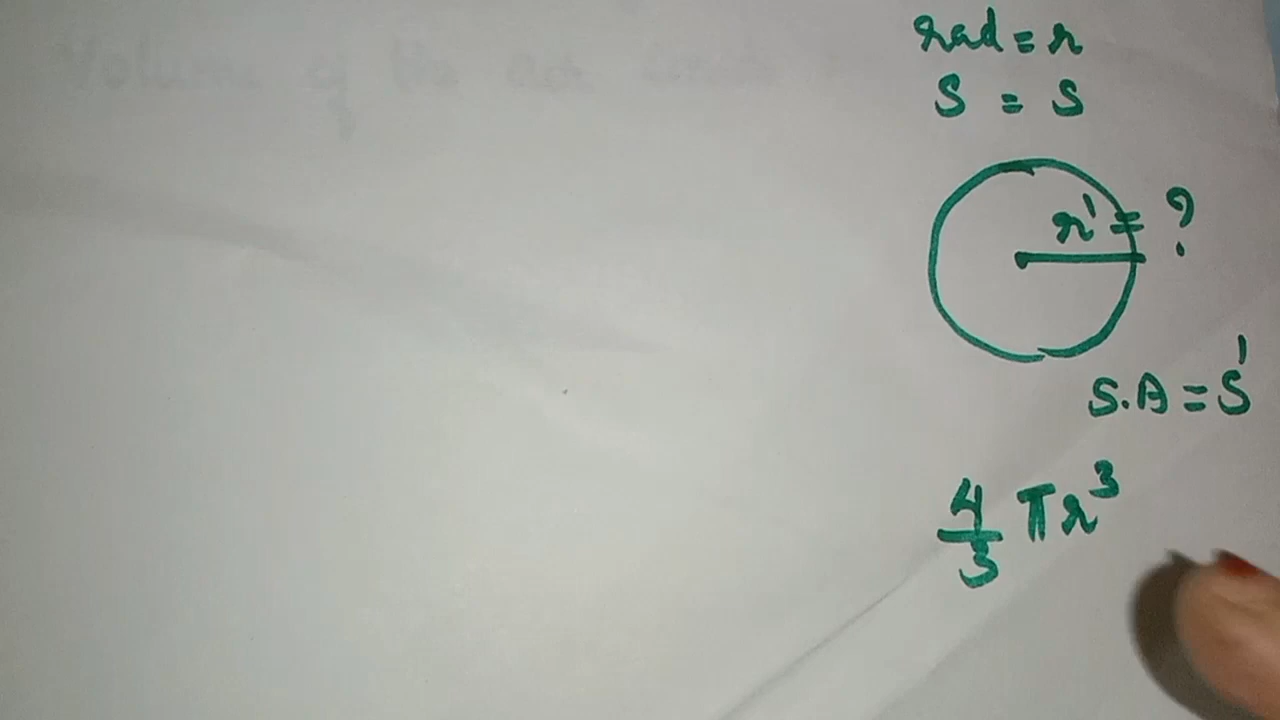 rad = r
S = S
r' = ?
S.A = S'
4/3 πr³